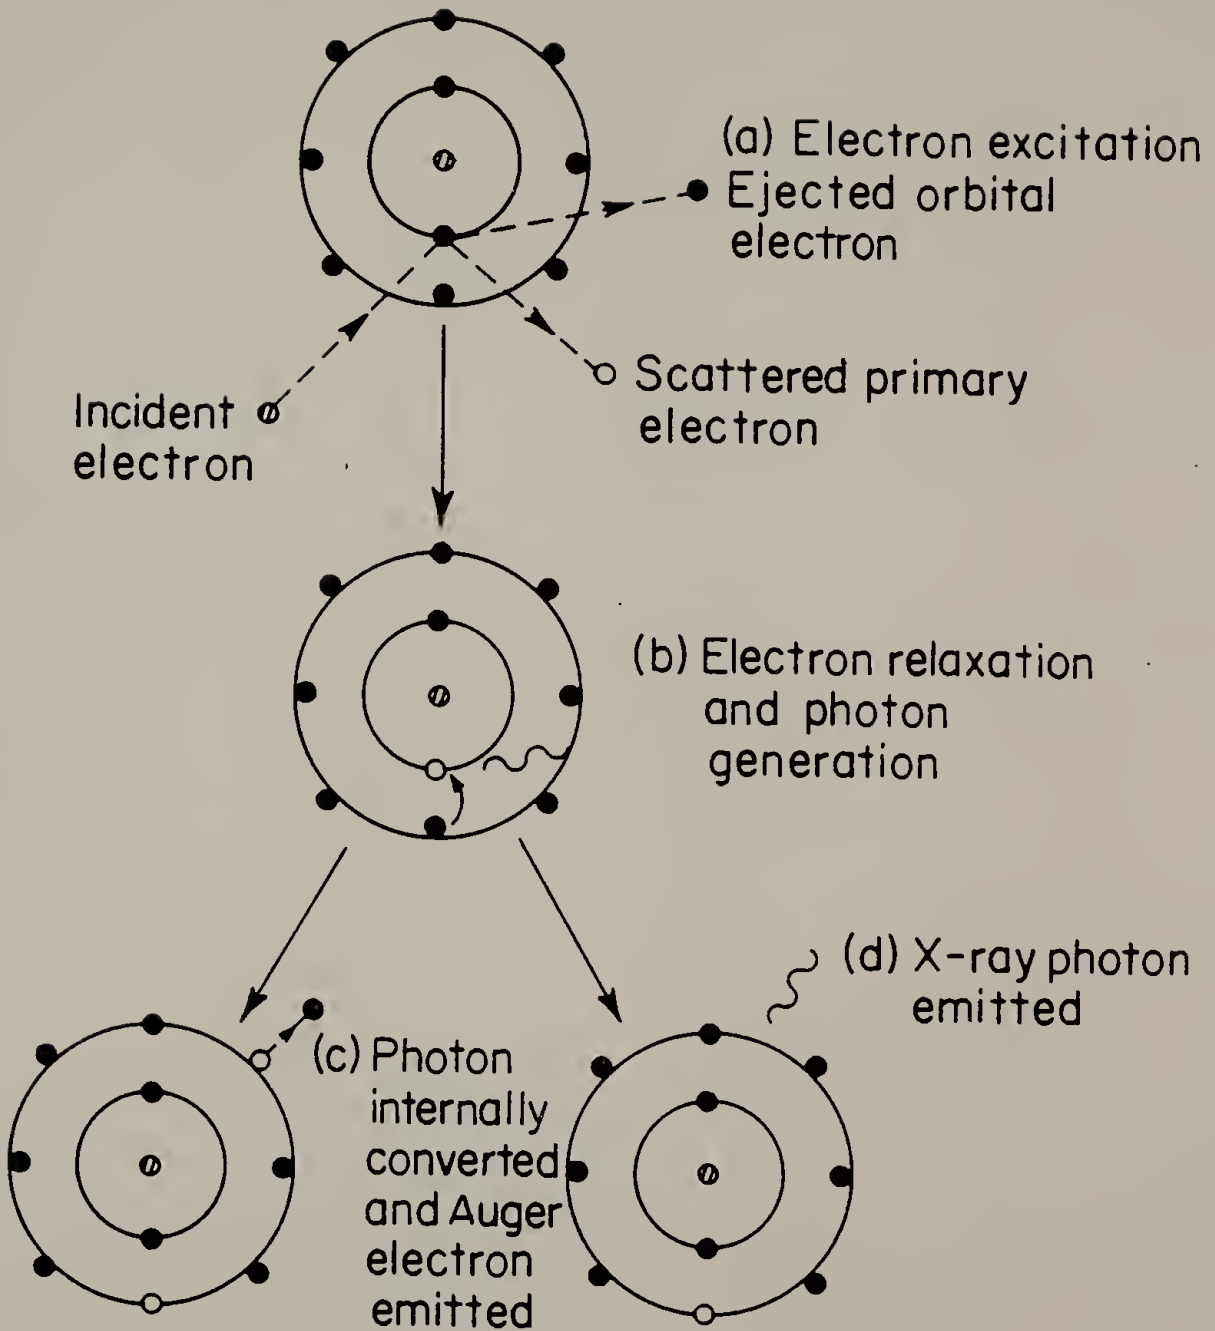 (a) Electron excitation
Ejected orbital
electron
Scattered primary
electron
Incident
electron
(b) Electron relaxation
and photon
generation
(d) X-ray photon
emitted
(c) Photon
internally
converted
and Auger
electron
emitted